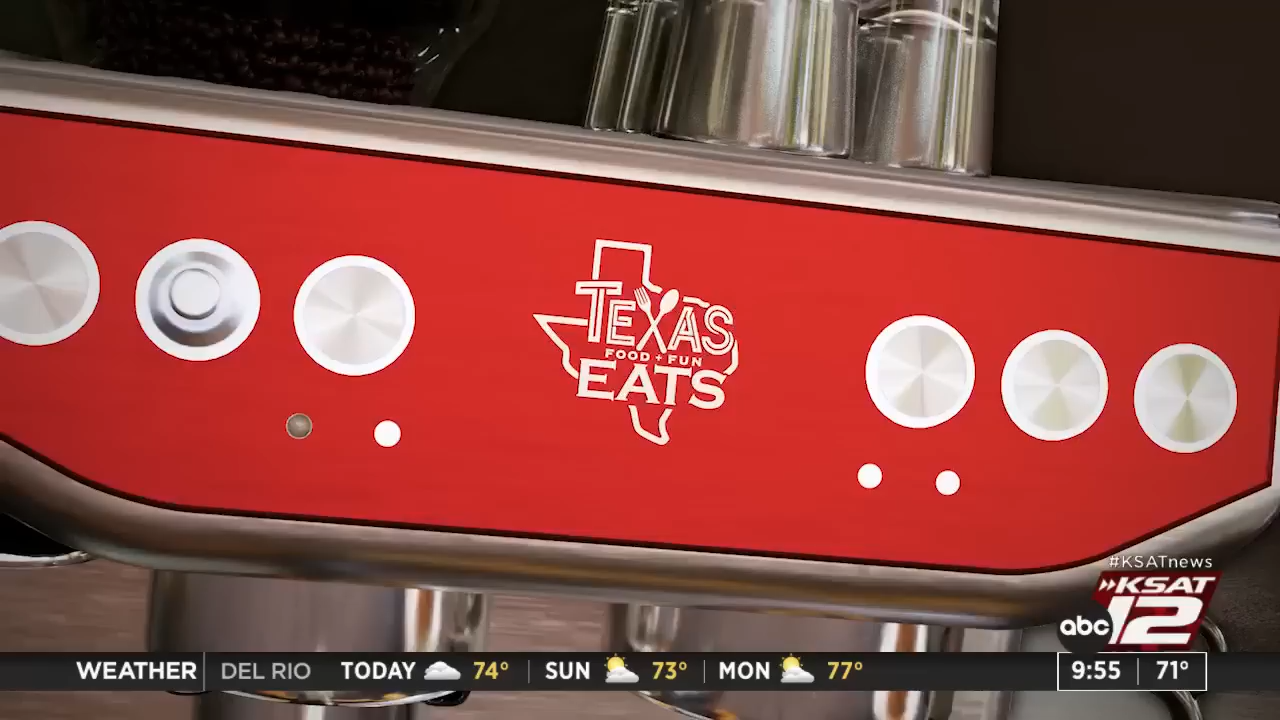 TEXAS
FOOD + FUN
EATS
#KSATnews
KSAT
abc 12
WEATHER DEL RIO TODAY 74° SUN 73° MON 77° 9:55 71°